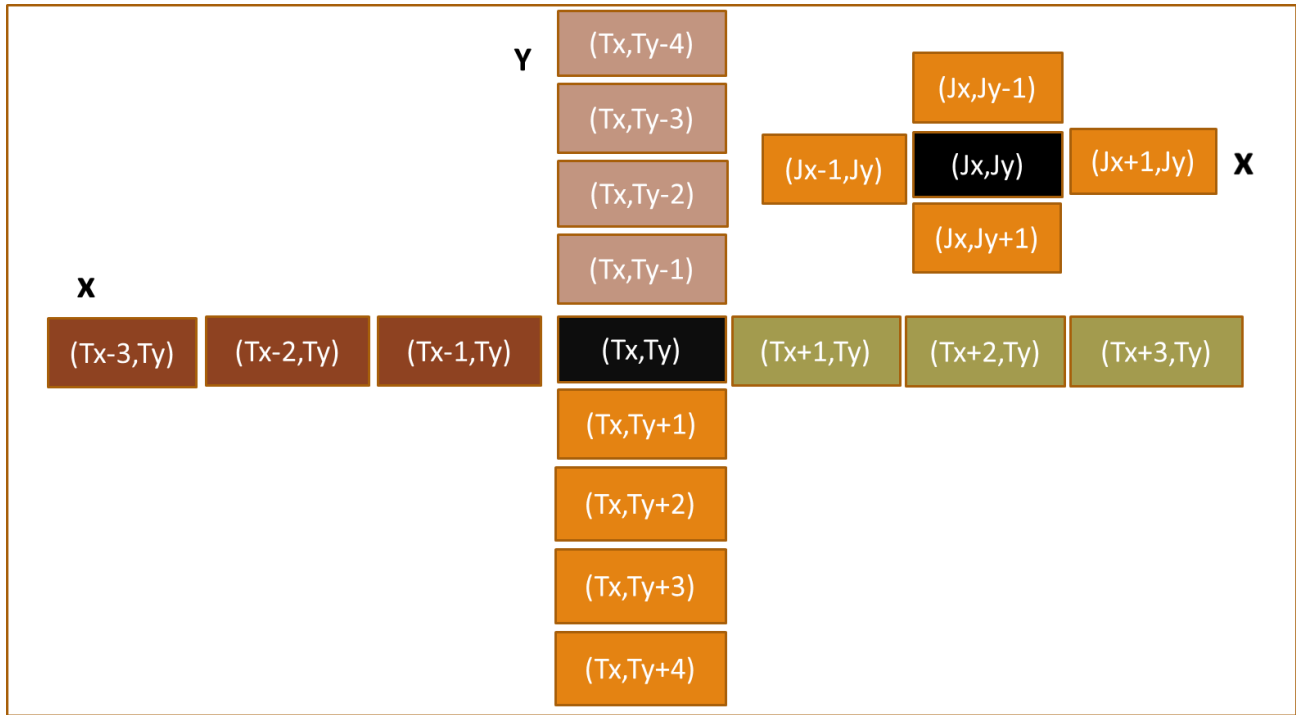 (Tx,Ty-4)
Y
(Tx,Ty-3)
(Jx,Jy-1)
(Jx-1,Jy) (Jx,Jy) (Jx+1,Jy) X
(Tx,Ty-2)
(Jx,Jy+1)
(Tx,Ty-1)
X
(Tx-3,Ty) (Tx-2,Ty) (Tx-1,Ty) (Tx,Ty) (Tx+1,Ty) (Tx+2,Ty) (Tx+3,Ty)
(Tx,Ty+1)
(Tx,Ty+2)
(Tx,Ty+3)
(Tx,Ty+4)